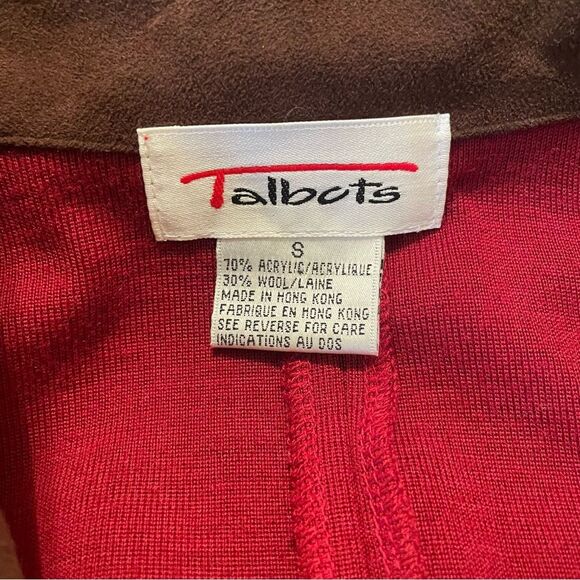 Talbots
S
70% ACRYLIC/ACRYLIQUE
30% WOOL/LAINE
MADE IN HONG KONG
FABRIQUE EN HONG KONG
SEE REVERSE FOR CARE
INDICATIONS AU DOS